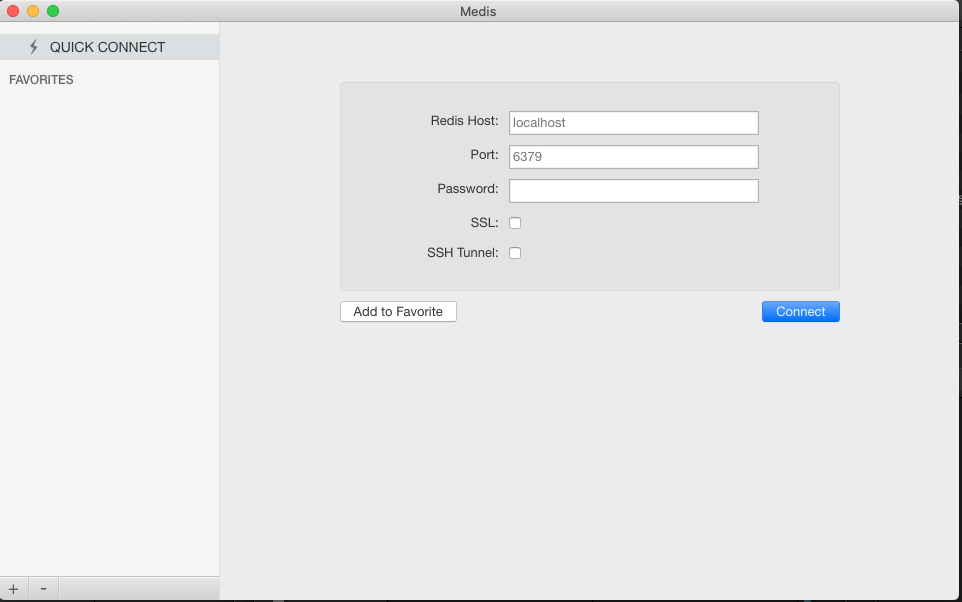 Medis
QUICK CONNECT
FAVORITES
Redis Host: localhost
Port: 6379
Password:
SSL:
SSH Tunnel:
Add to Favorite Connect
+ -